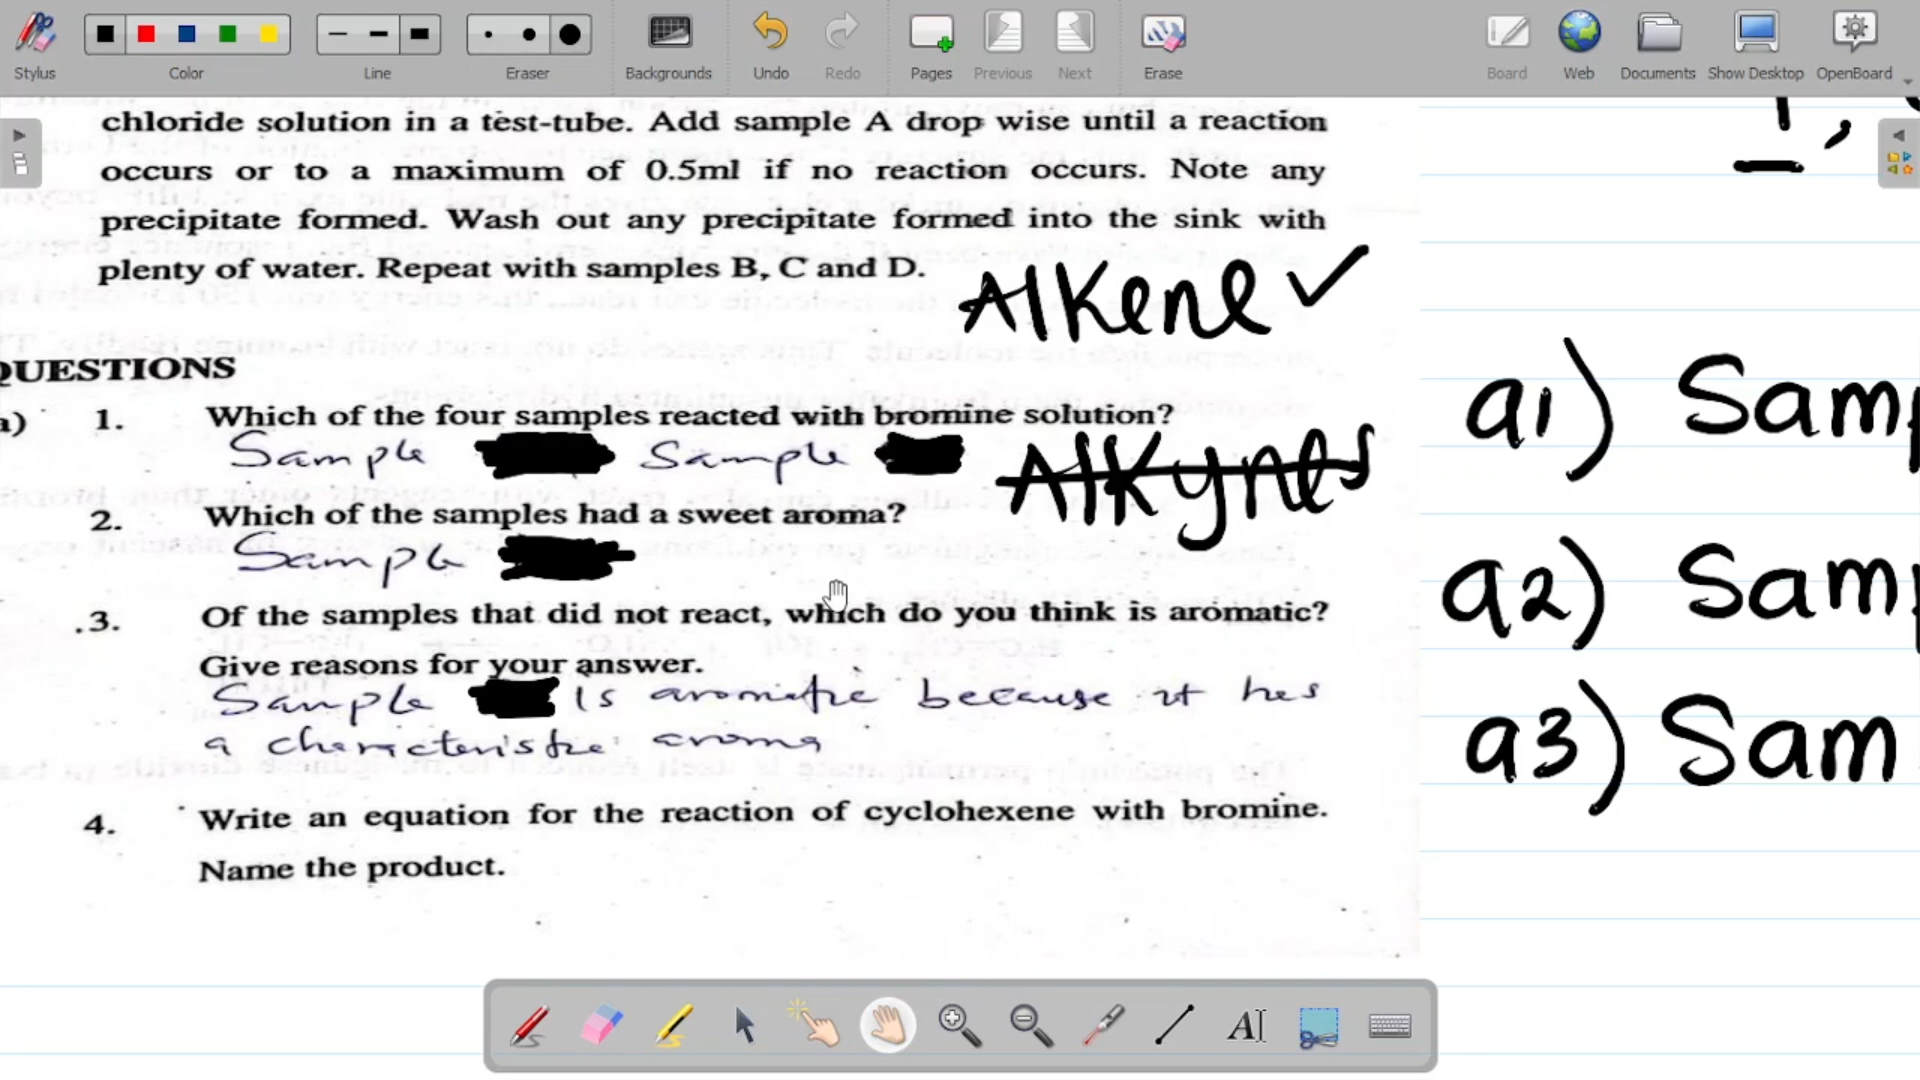 Stylus Color Line Eraser Backgrounds Undo Redo Pages Previous Next Erase Board Web Documents Show Desktop OpenBoard
chloride solution in a test-tube. Add sample A drop wise until a reaction
occurs or to a maximum of 0.5ml if no reaction occurs. Note any
precipitate formed. Wash out any precipitate formed into the sink with
plenty of water. Repeat with samples B, C and D.
Alkene ✓
QUESTIONS
a) 1. Which of the four samples reacted with bromine solution?
Sample Sample
Alkynes
2. Which of the samples had a sweet aroma?
Sample
.3. Of the samples that did not react, which do you think is aromatic?
Give reasons for your answer.
Sample is aromatic because it has
a characteristic aroma
4. Write an equation for the reaction of cyclohexene with bromine.
Name the product.
a1) Samp
a2) Samp
a3) Sam